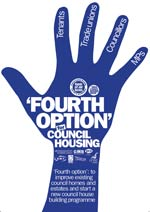 Tenants
Trade unions
Councillors
MPs
'FOURTH
OPTION'
FOR
COUNCIL
HOUSING
'Fourth option': to
improve existing
council homes and
estates and start a
new council house
building programme